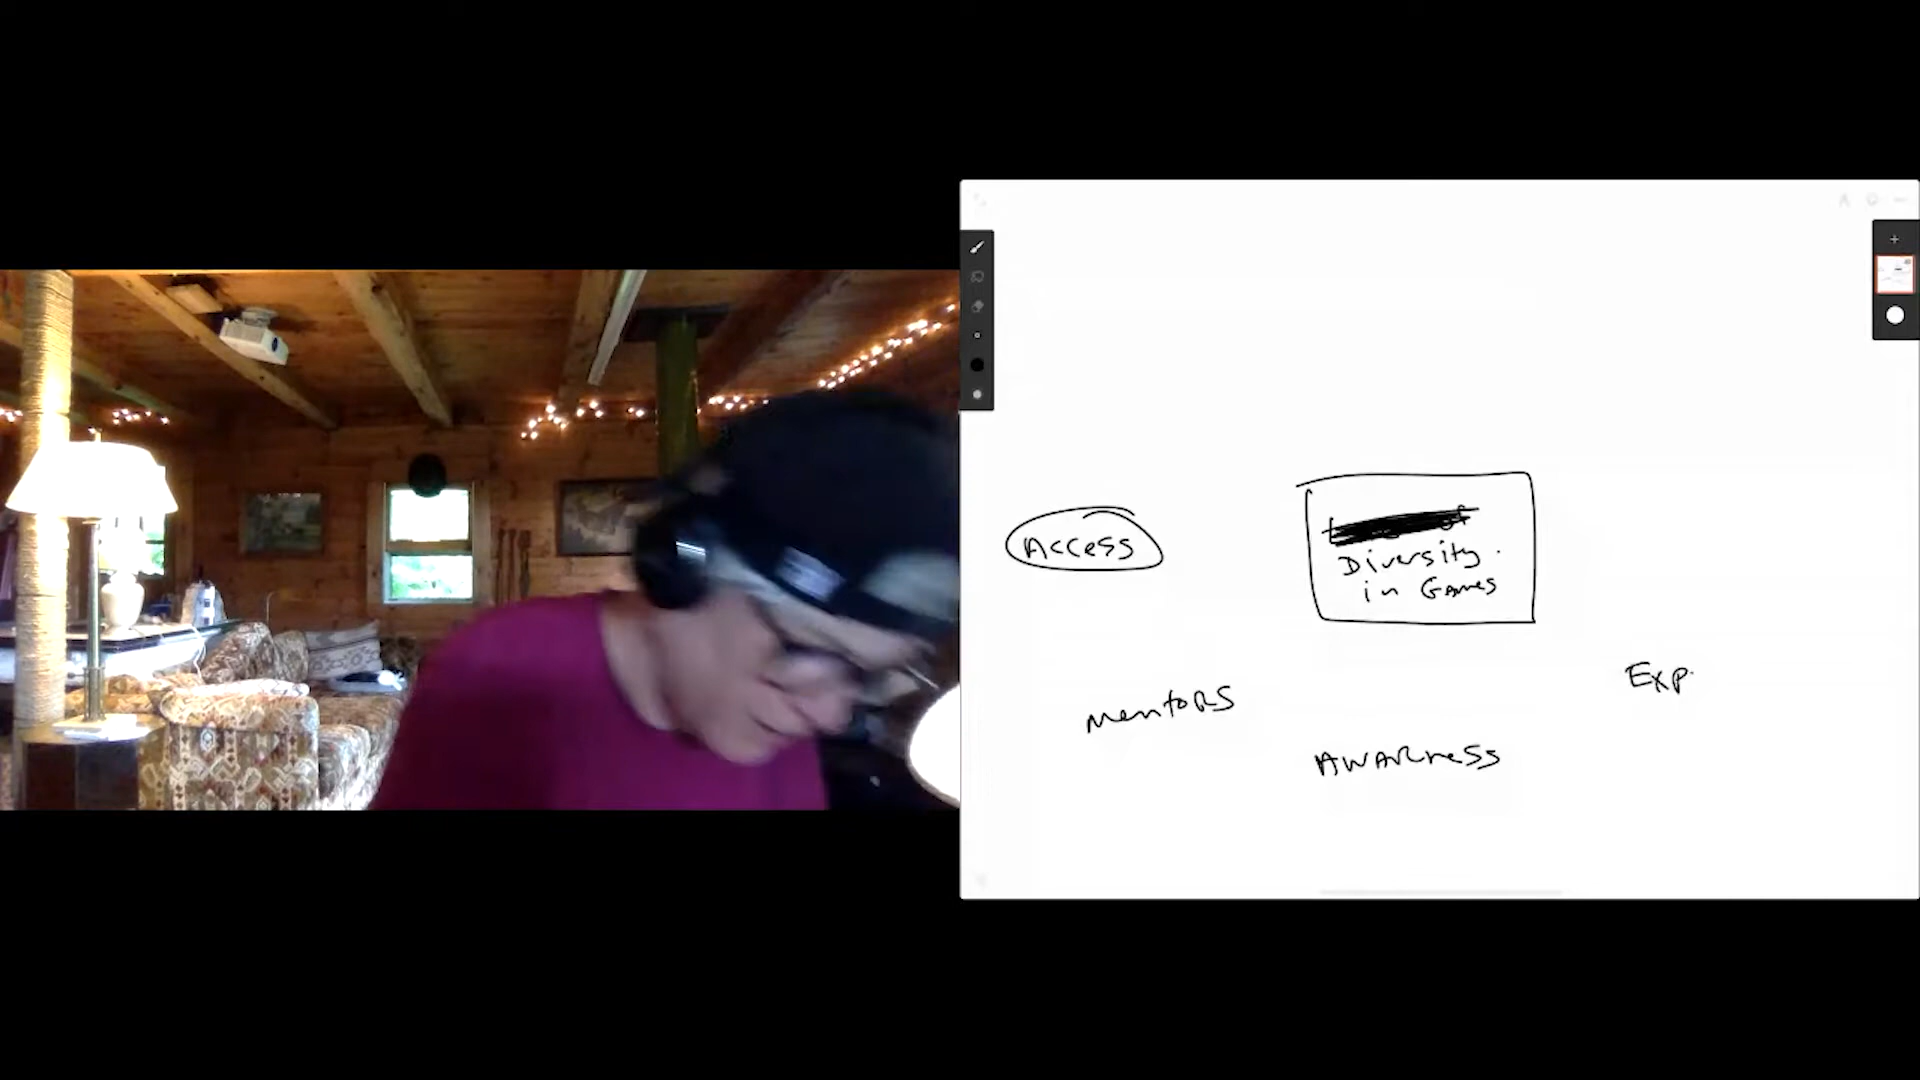 Access
Diversity.
in Games
Exp.
mentors
Awarness